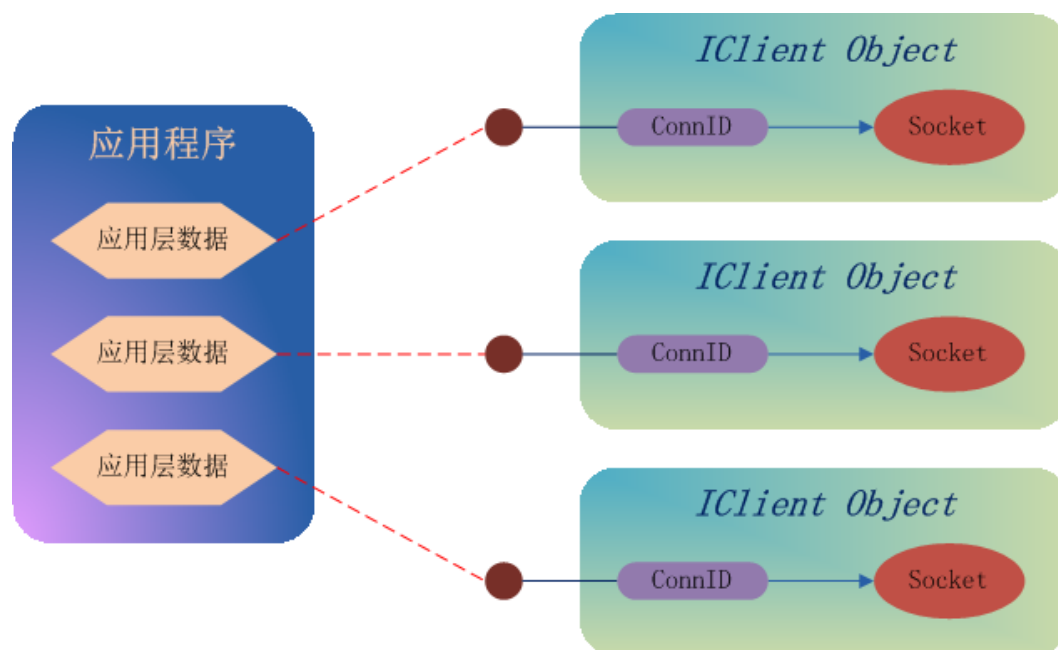 应用程序
应用层数据
应用层数据
应用层数据
IClient Object
ConnID
Socket
IClient Object
ConnID
Socket
IClient Object
ConnID
Socket